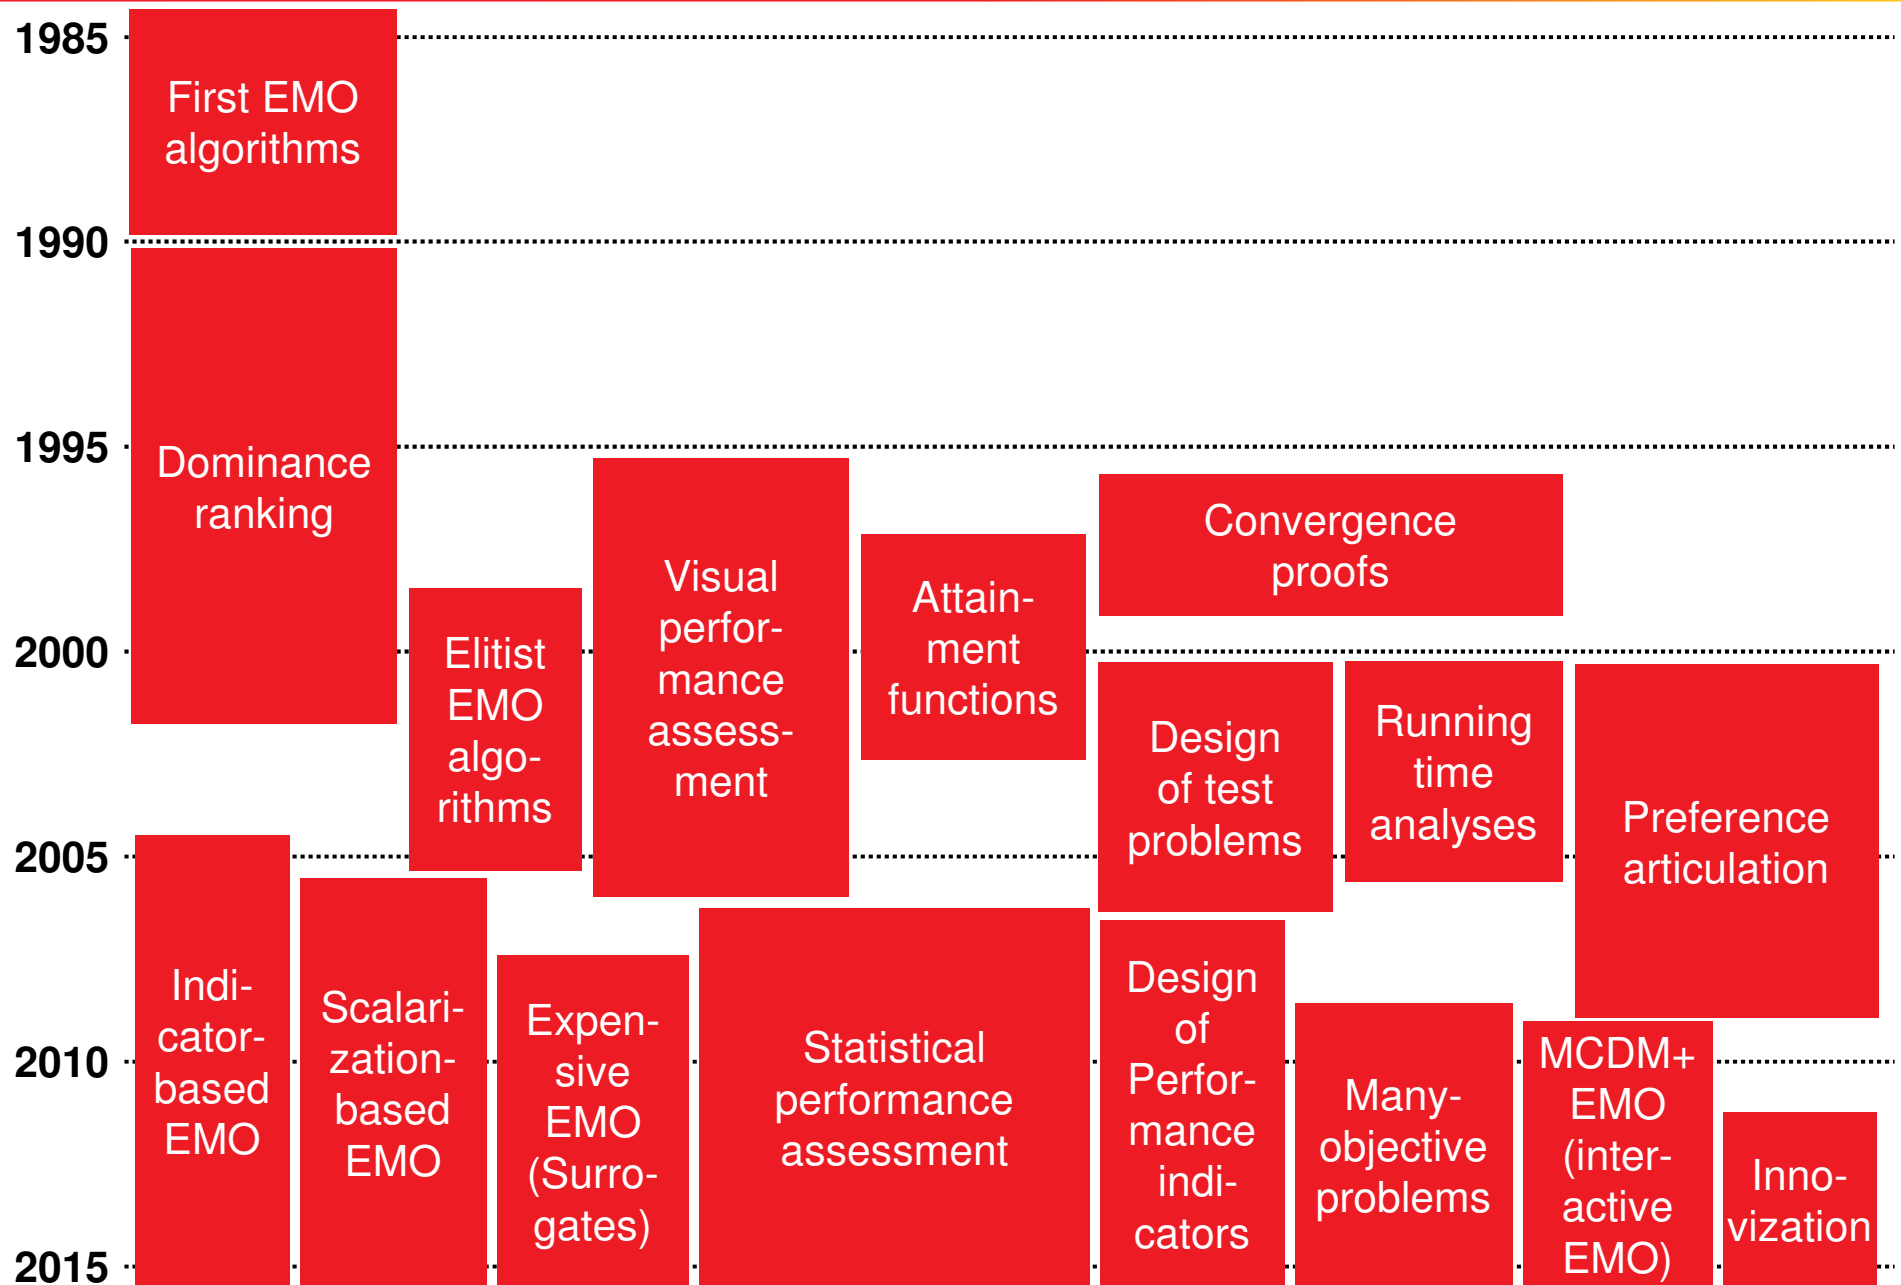 1985
First EMO
algorithms
1990
1995
Dominance
ranking
Convergence
proofs
Visual
perfor-
mance
assess-
ment
Attain-
ment
functions
2000
Elitist
EMO
algo-
rithms
Design
of test
problems
Running
time
analyses
Preference
articulation
2005
Indi-
cator-
based
EMO
Scalari-
zation-
based
EMO
Expen-
sive
EMO
(Surro-
gates)
Statistical
performance
assessment
Design
of
Perfor-
mance
indi-
cators
Many-
objective
problems
MCDM+
EMO
(inter-
active
EMO)
Inno-
vization
2010
2015